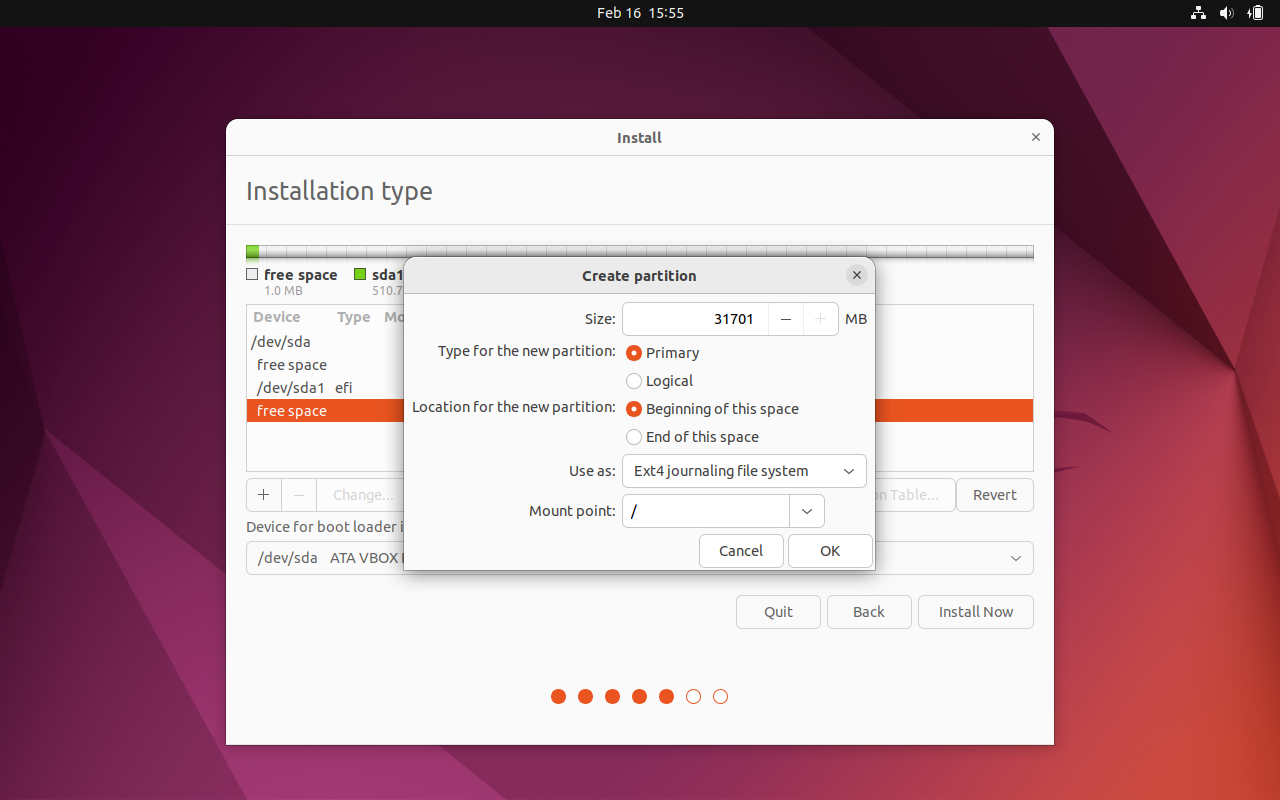 Feb 16 15:55
Install
Installation type
free space
1.0 MB
sda1
510.7
Device Type Mo
/dev/sda
free space
/dev/sda1 efi
free space
+ − Change...
on Table... Revert
Device for boot loader i
/dev/sda ATA VBOX
Quit Back Install Now
Create partition
Size: 31701 − + MB
Type for the new partition: Primary
Logical
Location for the new partition: Beginning of this space
End of this space
Use as: Ext4 journaling file system
Mount point: /
Cancel OK